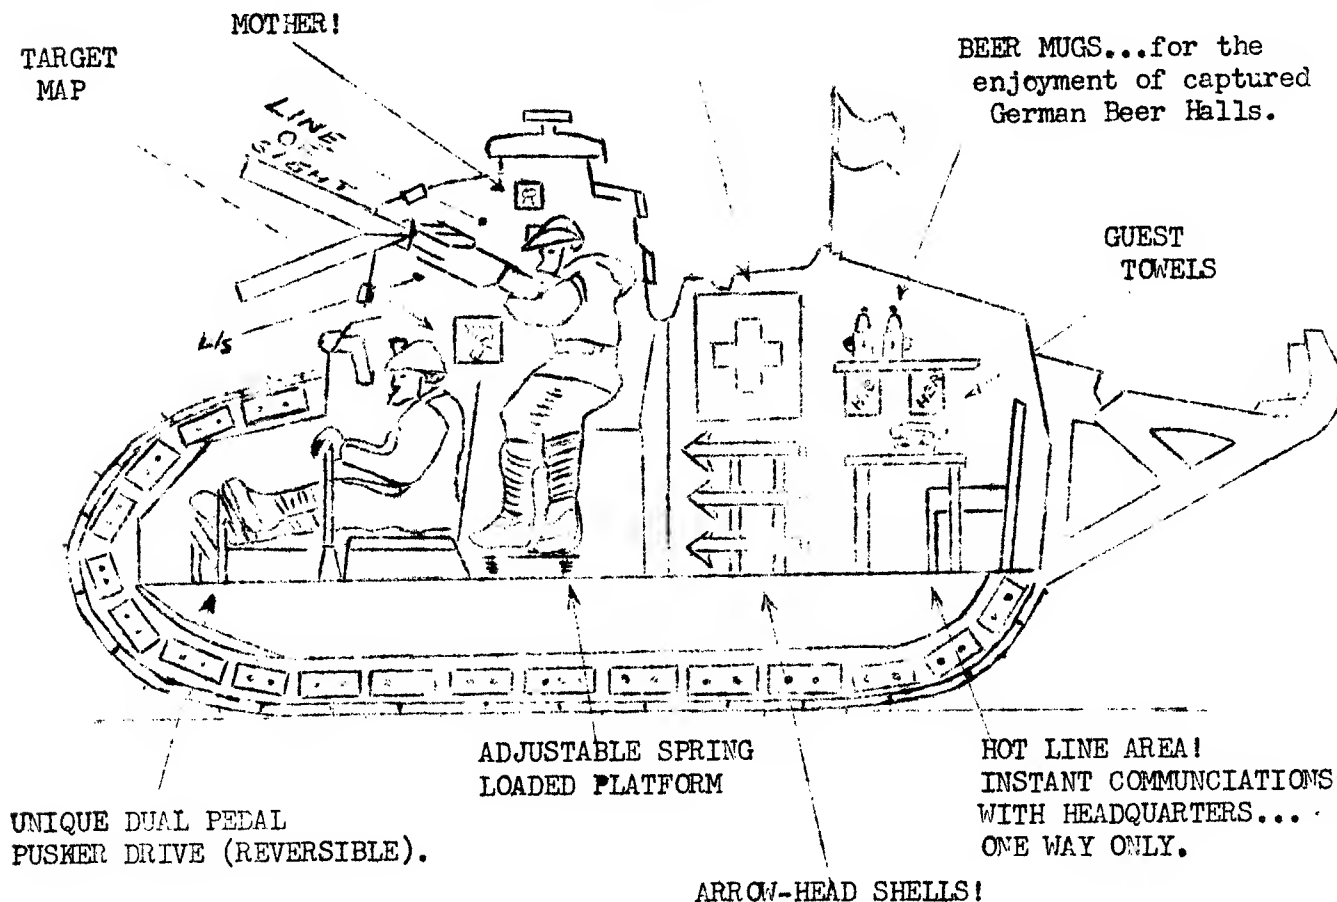 MOTHER!
TARGET
MAP
BEER MUGS...for the
enjoyment of captured
German Beer Halls.
LINE
OF
SIGHT
GUEST
TOWELS
L/S
ADJUSTABLE SPRING
LOADED PLATFORM
HOT LINE AREA!
INSTANT COMMUNCIATIONS
WITH HEADQUARTERS...
ONE WAY ONLY.
UNIQUE DUAL PEDAL
PUSHER DRIVE (REVERSIBLE).
ARROW-HEAD SHELLS!